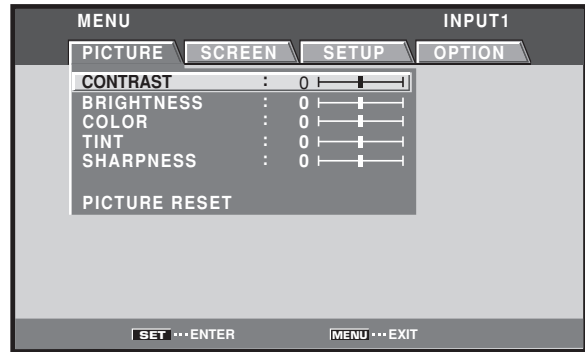 MENU INPUT1
PICTURE SCREEN SETUP OPTION
CONTRAST : 0
BRIGHTNESS : 0
COLOR : 0
TINT : 0
SHARPNESS : 0
PICTURE RESET
SET ···ENTER MENU ···EXIT